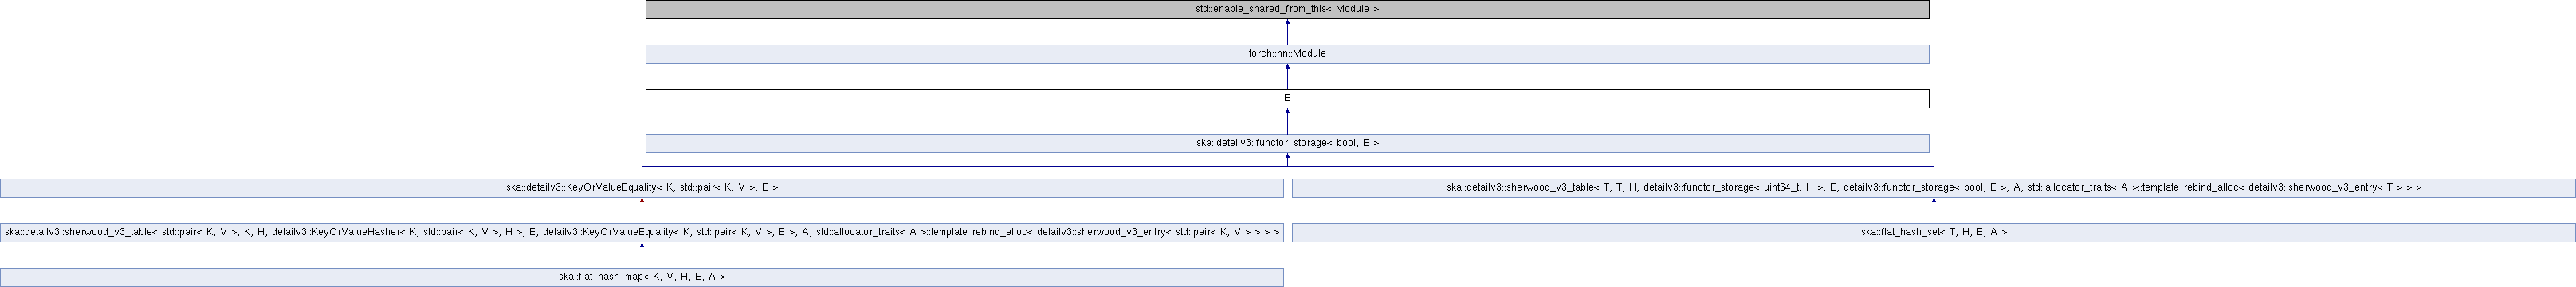 std::enable_shared_from_this< Module >
torch::nn::Module
E
ska::detailv3::functor_storage< bool, E >
ska::detailv3::KeyOrValueEquality< K, std::pair< K, V >, E >
ska::detailv3::sherwood_v3_table< T, T, H, detailv3::functor_storage< uint64_t, H >, E, detailv3::functor_storage< bool, E >, A, std::allocator_traits< A >::template rebind_alloc< detailv3::sherwood_v3_entry< T > > >
ska::detailv3::sherwood_v3_table< std::pair< K, V >, K, H, detailv3::KeyOrValueHasher< K, std::pair< K, V >, H >, E, detailv3::KeyOrValueEquality< K, std::pair< K, V >, E >, A, std::allocator_traits< A >::template rebind_alloc< detailv3::sherwood_v3_entry< std::pair< K, V > > > >
ska::flat_hash_set< T, H, E, A >
ska::flat_hash_map< K, V, H, E, A >